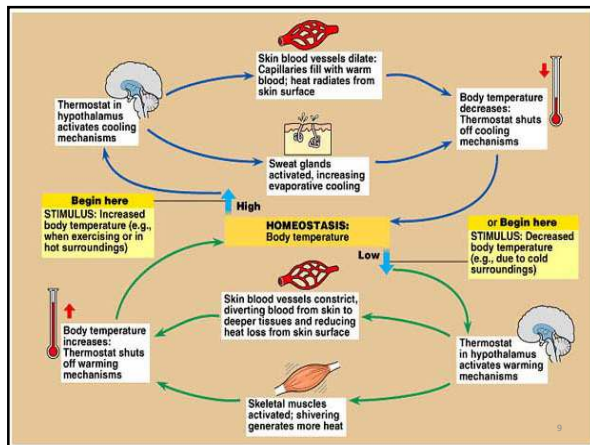 Skin blood vessels dilate:
Capillaries fill with warm
blood; heat radiates from
skin surface
Thermostat in
hypothalamus
activates cooling
mechanisms
Body temperature
decreases:
Thermostat shuts
off cooling
mechanisms
Sweat glands
activated, increasing
evaporative cooling
Begin here
STIMULUS: Increased
body temperature (e.g.,
when exercising or in
hot surroundings)
High
HOMEOSTASIS:
Body temperature
Low
or Begin here
STIMULUS: Decreased
body temperature
(e.g., due to cold
surroundings)
Skin blood vessels constrict,
diverting blood from skin to
deeper tissues and reducing
heat loss from skin surface
Body temperature
increases:
Thermostat shuts
off warming
mechanisms
Thermostat
in hypothalamus
activates warming
mechanisms
Skeletal muscles
activated; shivering
generates more heat
9